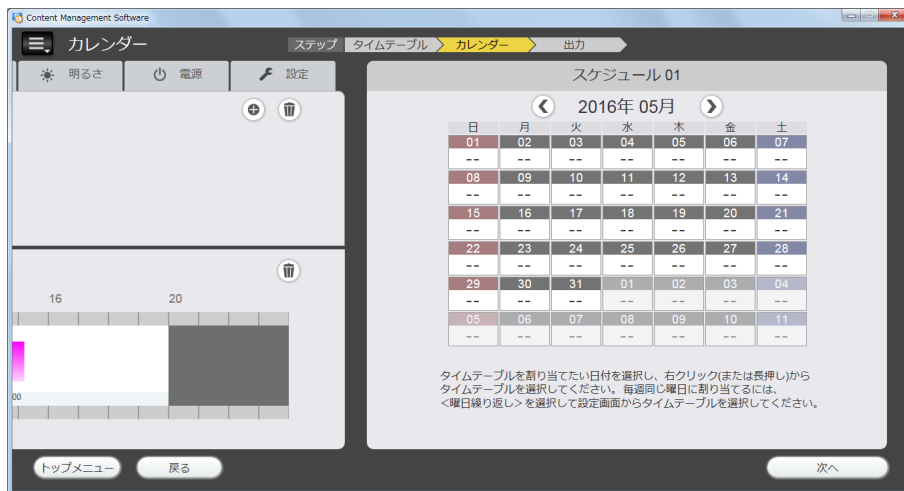 Content Management Software
カレンダー
ステップ タイムテーブル カレンダー 出力
明るさ 電源 設定
スケジュール 01
2016年 05月
日 月 火 水 木 金 土
01 02 03 04 05 06 07
-- -- -- -- -- -- --
08 09 10 11 12 13 14
-- -- -- -- -- -- --
15 16 17 18 19 20 21
-- -- -- -- -- -- --
22 23 24 25 26 27 28
-- -- -- -- -- -- --
29 30 31 01 02 03 04
-- -- -- -- -- -- --
05 06 07 08 09 10 11
-- -- -- -- -- -- --
16 20
00
タイムテーブルを割り当てたい日付を選択し、右クリック(または長押し)から
タイムテーブルを選択してください。毎週同じ曜日に割り当てるには、
<曜日繰り返し>を選択して設定画面からタイムテーブルを選択してください。
トップメニュー 戻る 次へ